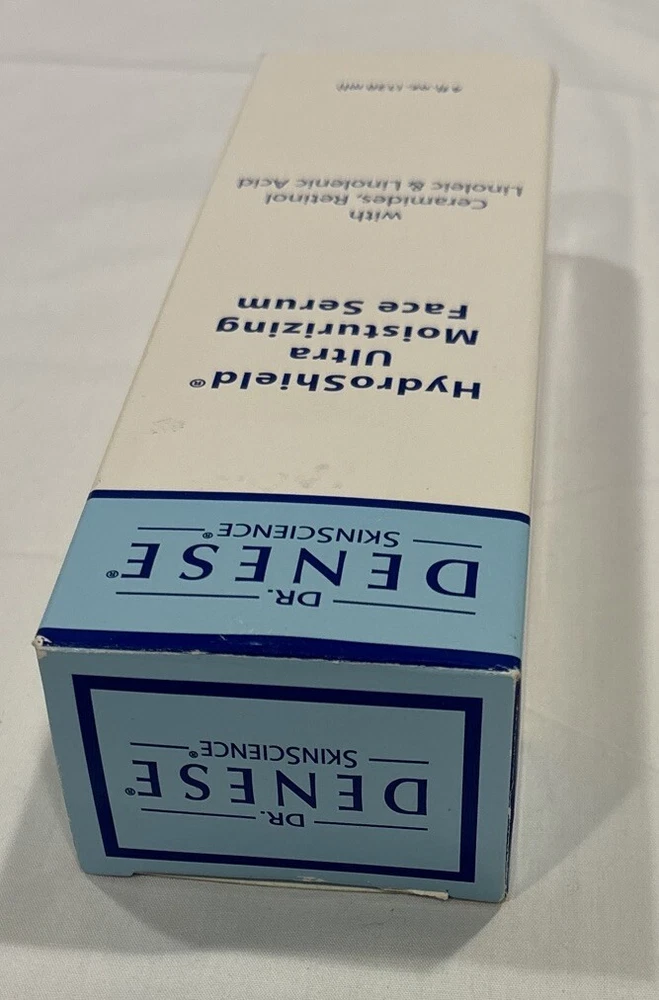 DR.
DENESE®
SKINSCIENCE®
HydroShield®
Ultra
Moisturizing
Face Serum
with
Ceramides, Retinol
Linoleic & Linolenic Acid
DR.
DENESE®
SKINSCIENCE®